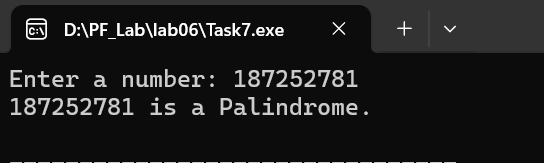 D:\PF_Lab\lab06\Task7.exe
Enter a number: 187252781
187252781 is a Palindrome.